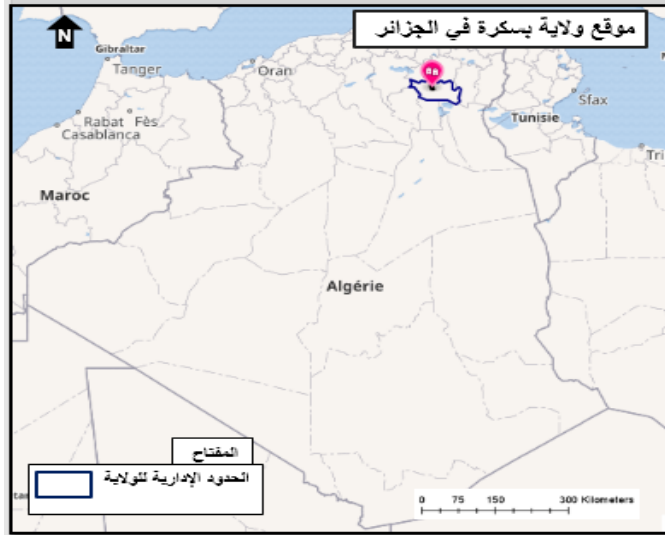 موقع ولاية بسكرة في الجزائر
N
Gibraltar
Tanger
Oran
Rabat Fès
Casablanca
Sfax
Tunisie
Tri
Maroc
Algérie
المفتاح
الحدود الإدارية للولاية
0 75 150 300 Kilometers